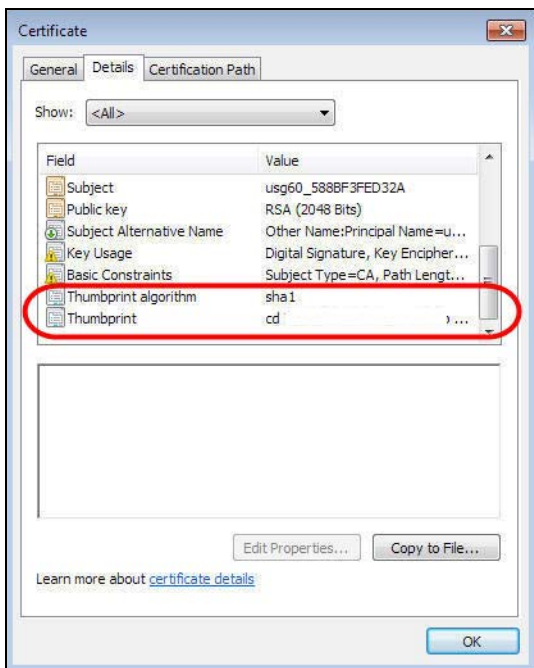 Certificate
General Details Certification Path
Show: <All>
Field Value
Subject usg60_588BF3FED32A
Public key RSA (2048 Bits)
Subject Alternative Name Other Name:Principal Name=u...
Key Usage Digital Signature, Key Encipher...
Basic Constraints Subject Type=CA, Path Lengt...
Thumbprint algorithm sha1
Thumbprint cd ...
Edit Properties... Copy to File...
Learn more about certificate details
OK